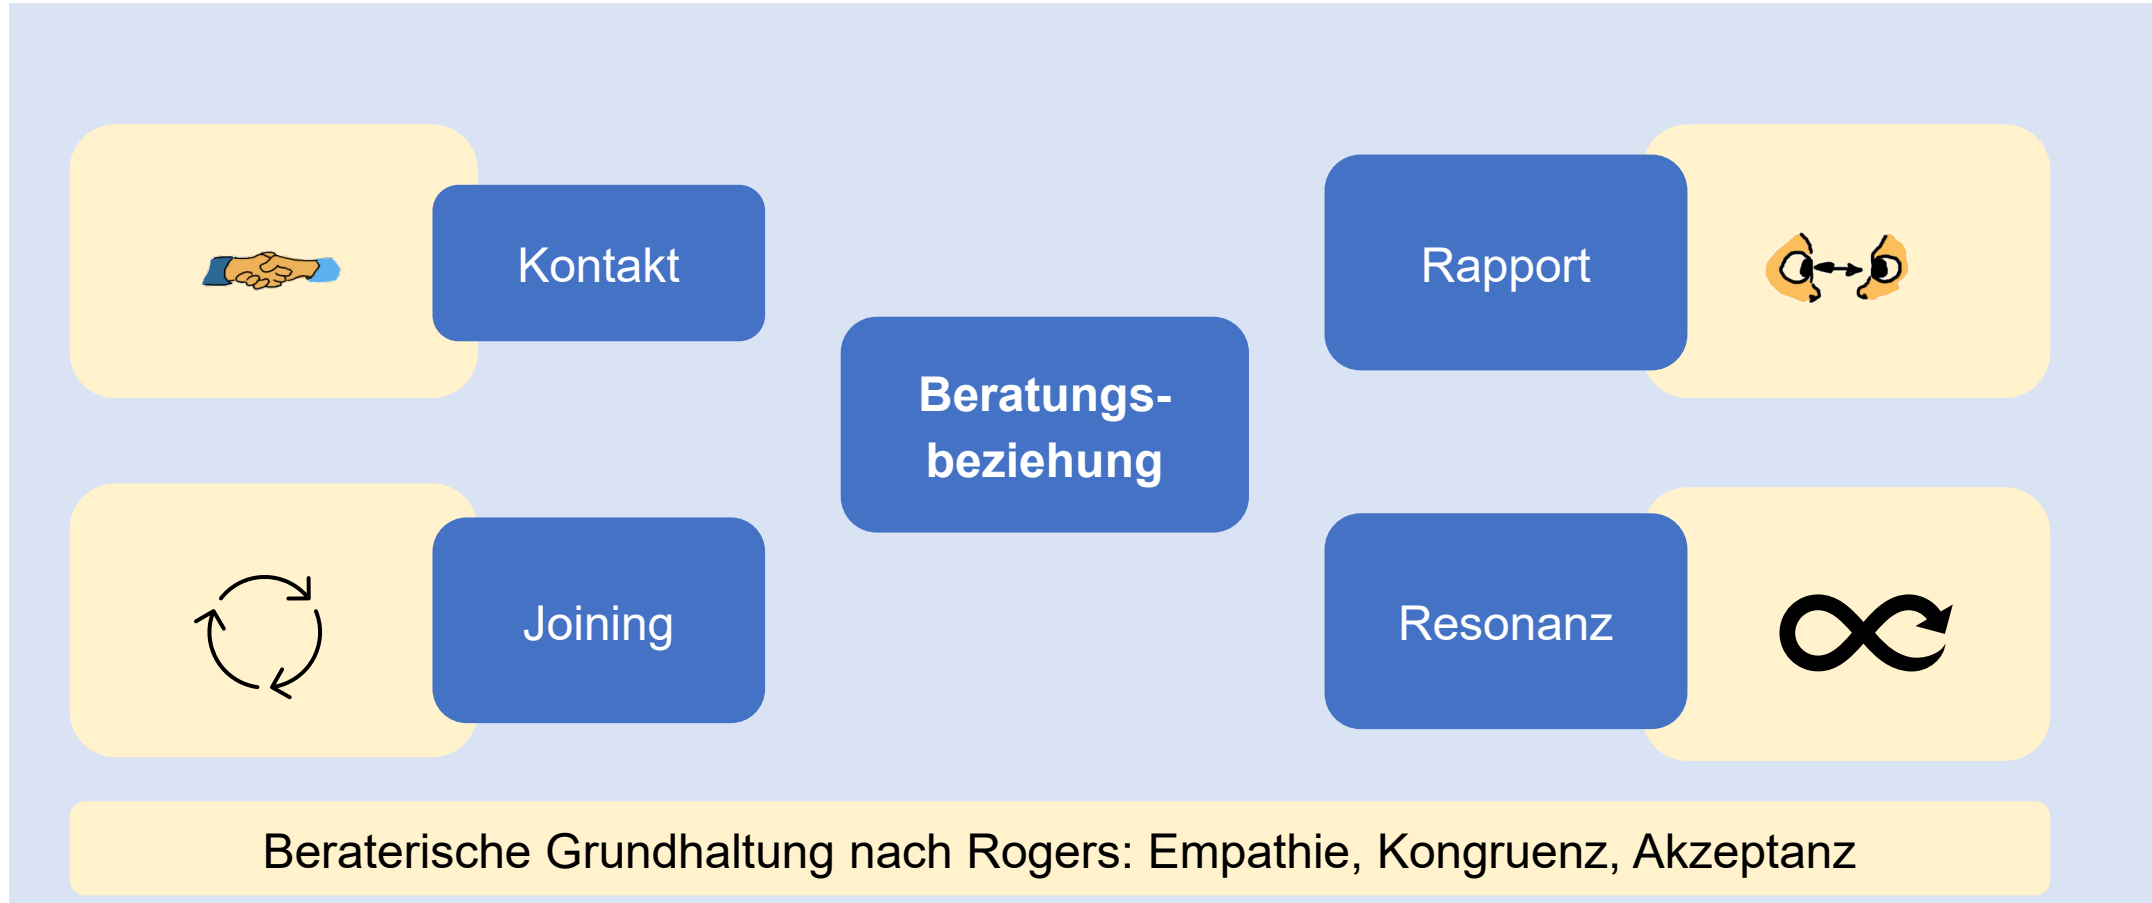 Kontakt
Rapport
Beratungs-
beziehung
Joining
Resonanz
Beraterische Grundhaltung nach Rogers: Empathie, Kongruenz, Akzeptanz